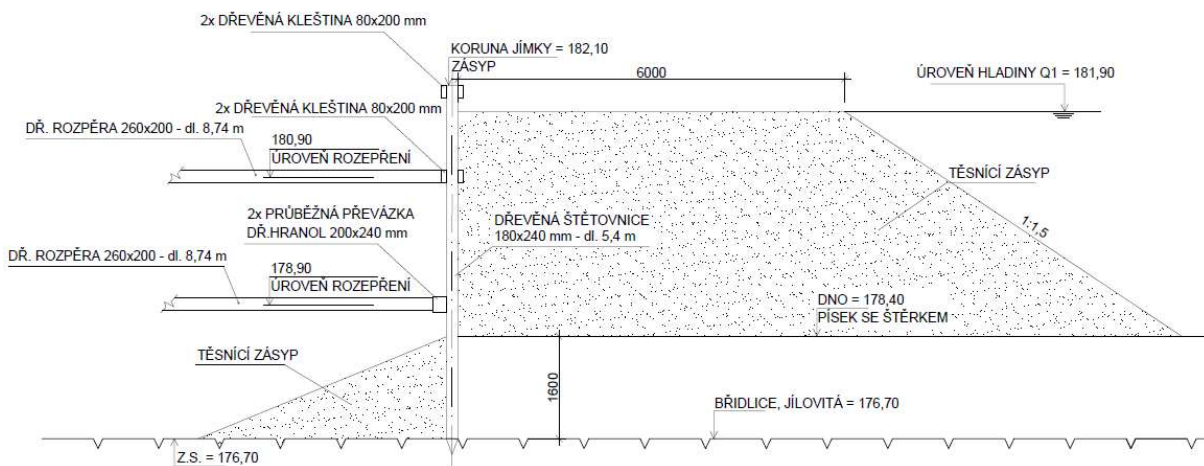 2x DŘEVĚNÁ KLEŠTINA 80x200 mm
KORUNA JÍMKY = 182,10
ZÁSYP
6000
ÚROVEŇ HLADINY Q1 = 181,90
2x DŘEVĚNÁ KLEŠTINA 80x200 mm
DŘ. ROZPĚRA 260x200 - dl. 8,74 m
180,90
ÚROVEŇ ROZEPŘENÍ
TĚSNÍCÍ ZÁSYP
1:1,5
2x PRŮBĚŽNÁ PŘEVÁZKA
DŘ.HRANOL 200x240 mm
DŘEVĚNÁ ŠTĚTOVNICE
180x240 mm - dl. 5,4 m
DŘ. ROZPĚRA 260x200 - dl. 8,74 m
178,90
ÚROVEŇ ROZEPŘENÍ
DNO = 178,40
PÍSEK SE ŠTĚRKEM
TĚSNÍCÍ ZÁSYP
1600
BŘIDLICE, JÍLOVITÁ = 176,70
Z.S. = 176,70